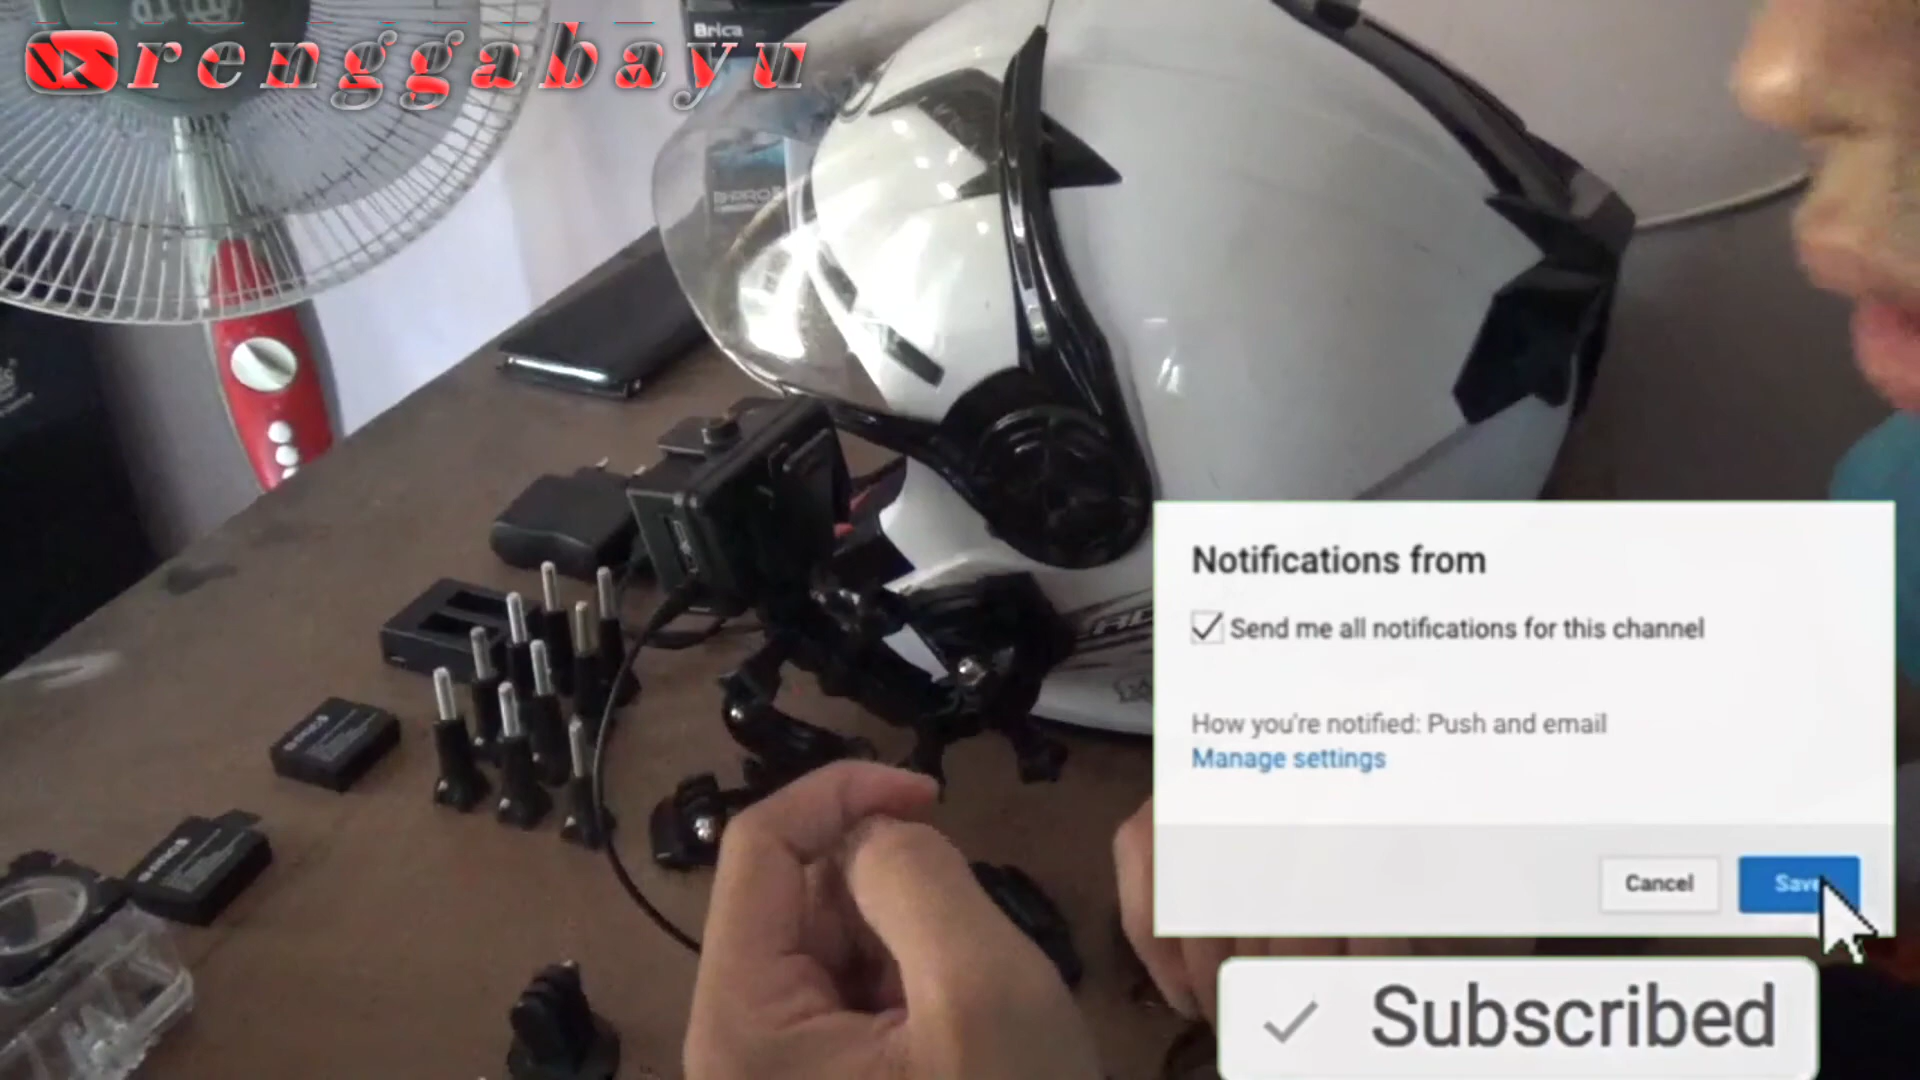 renggabayu
Brica
B-PRO5
Notifications from
Send me all notifications for this channel
How you're notified: Push and email
Manage settings
Cancel
Save
Subscribed